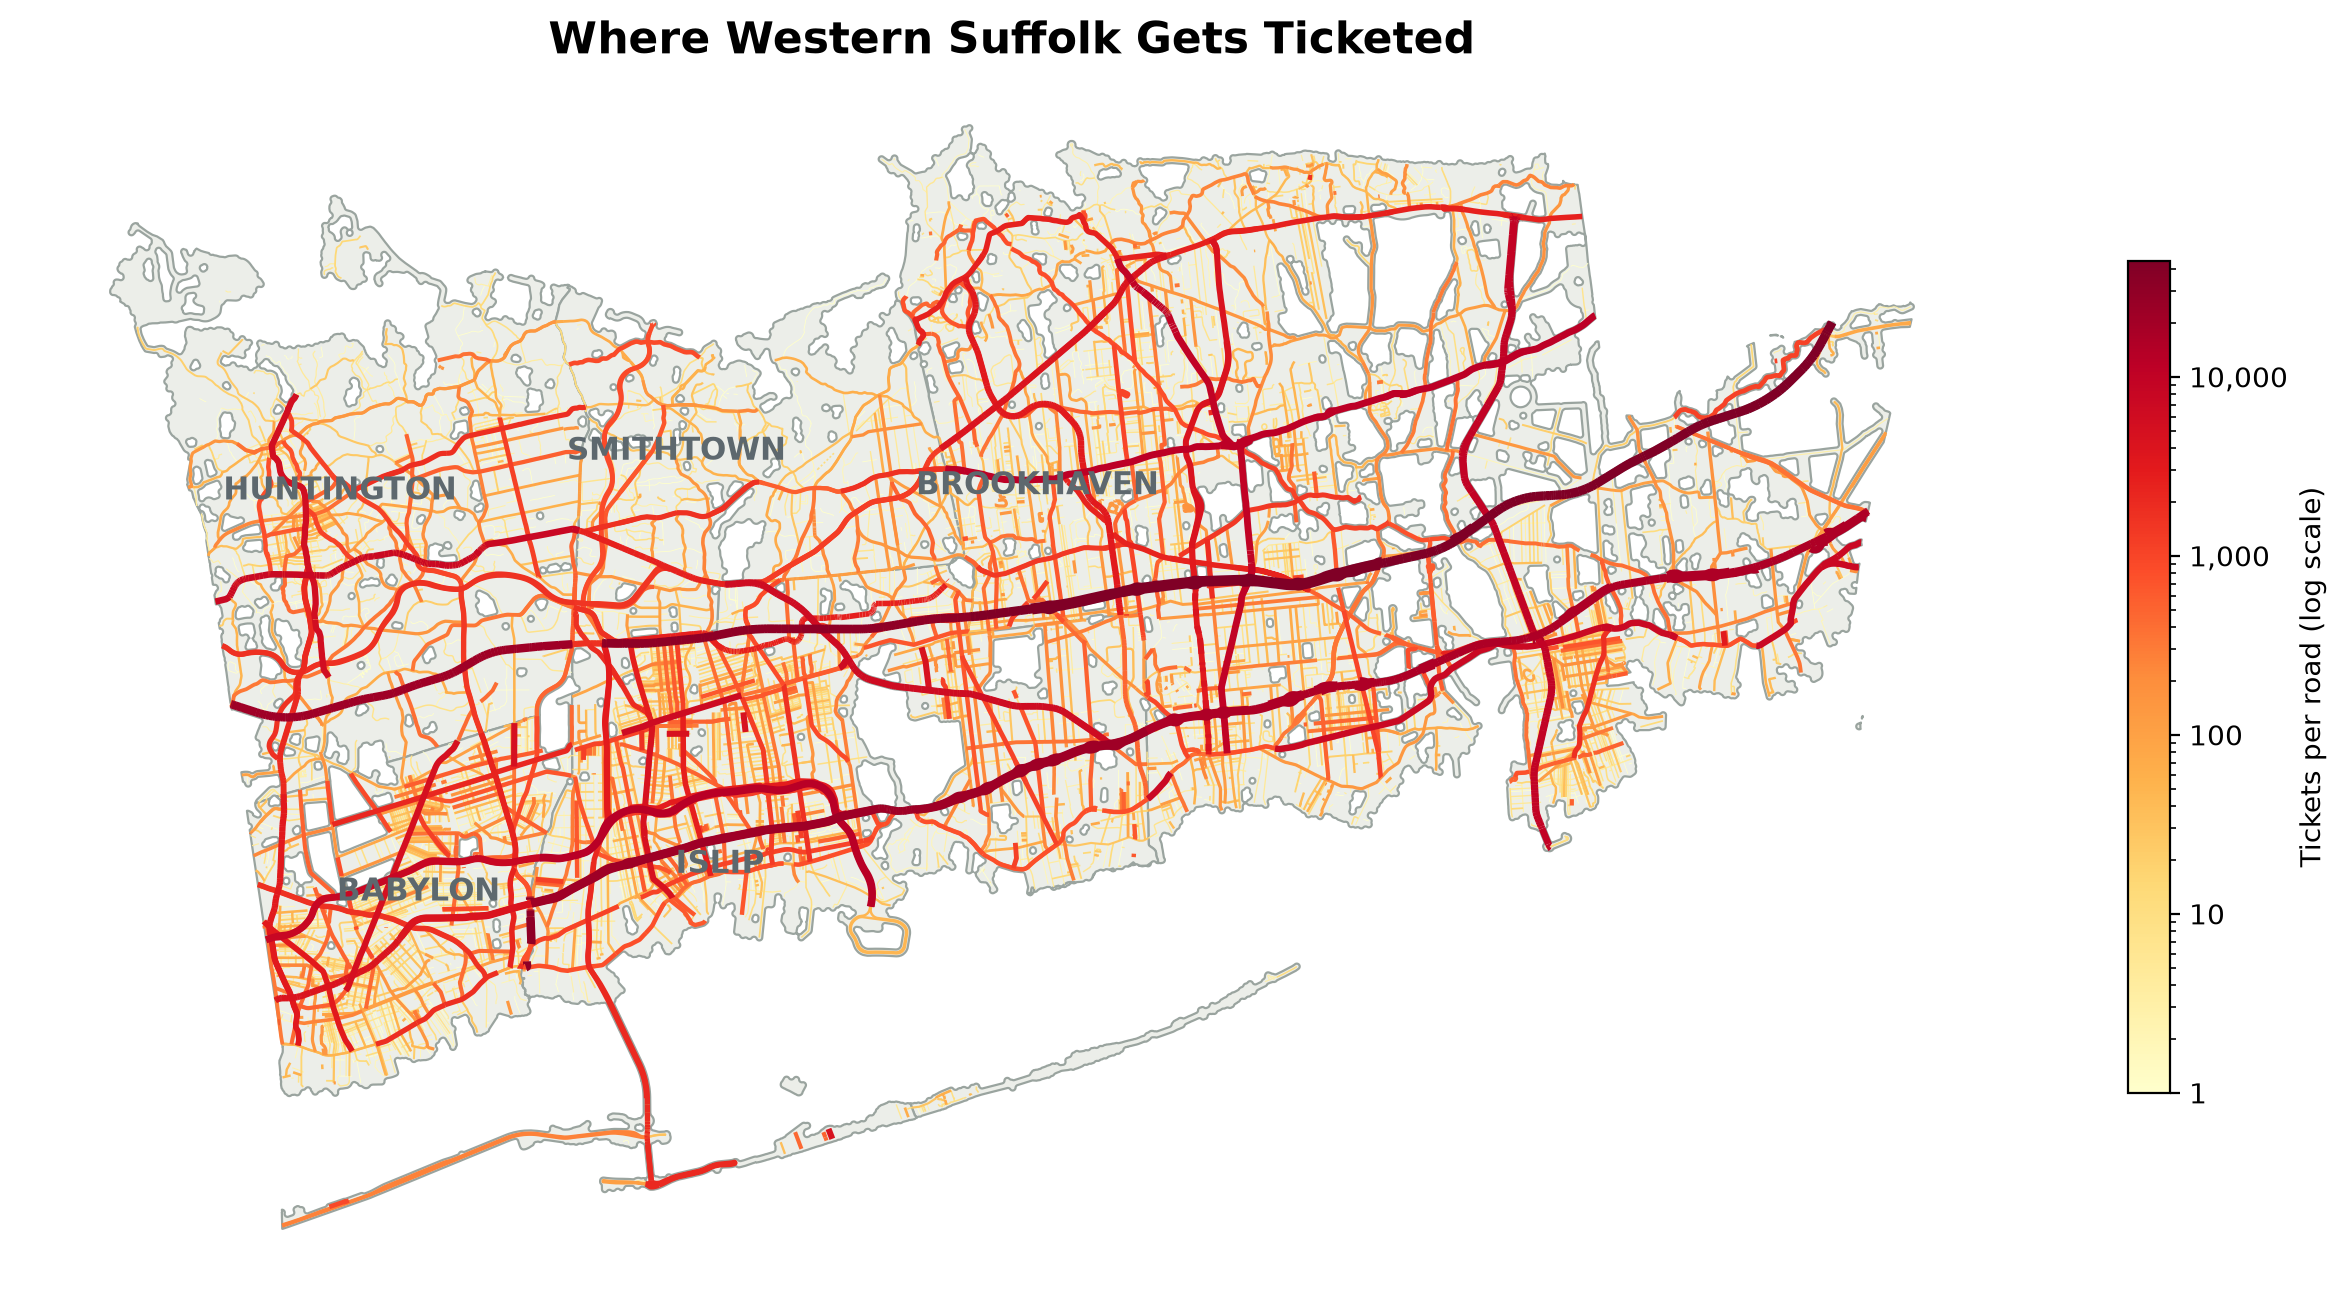 Where Western Suffolk Gets Ticketed
SMITHTOWN
HUNTINGTON
BROOKHAVEN
ISLIP
BABYLON
10,000
1,000
100
10
1
Tickets per road (log scale)